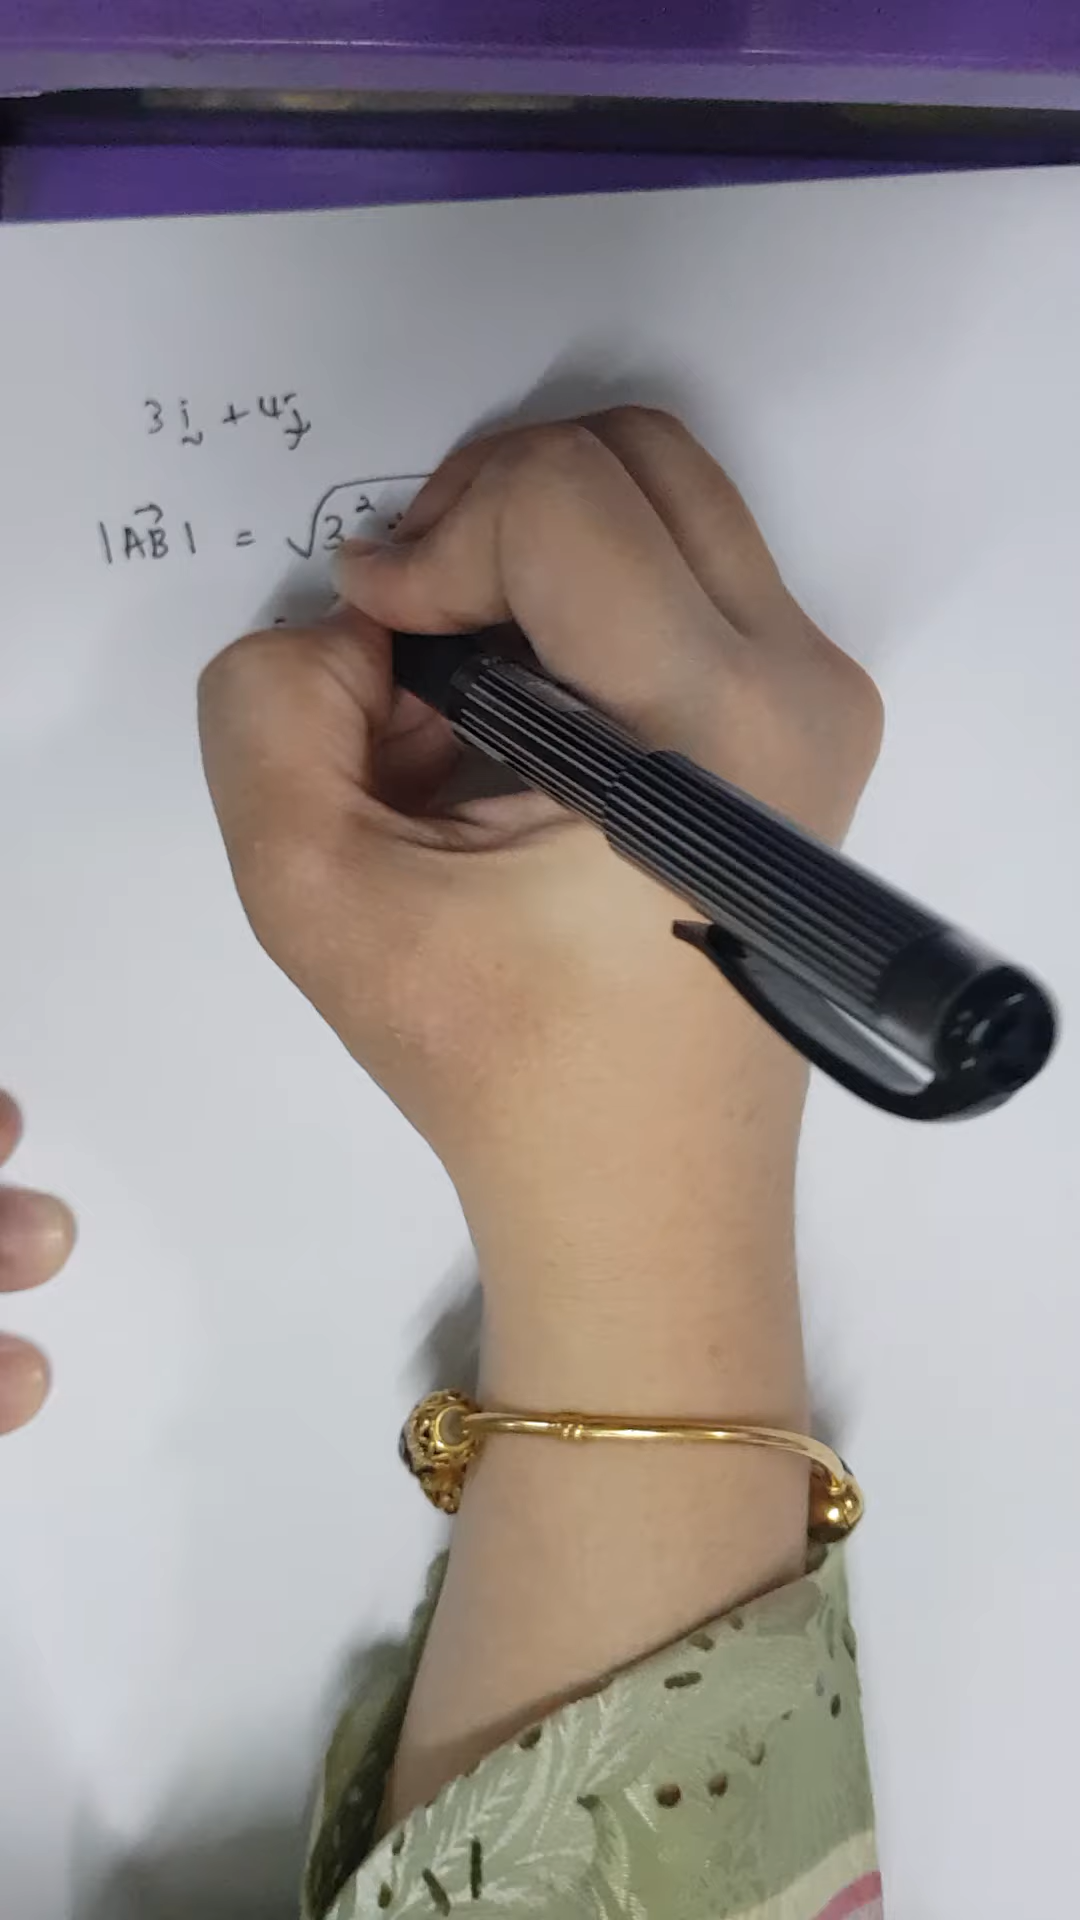 3i + 4j
|AB| = √3²